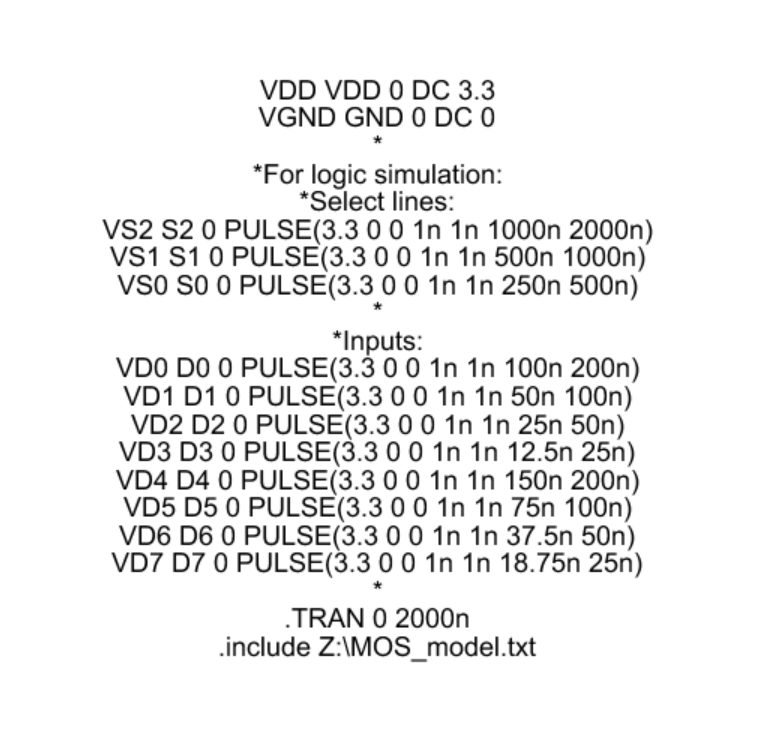 VDD VDD 0 DC 3.3
VGND GND 0 DC 0
*
*For logic simulation:
*Select lines:
VS2 S2 0 PULSE(3.3 0 0 1n 1n 1000n 2000n)
VS1 S1 0 PULSE(3.3 0 0 1n 1n 500n 1000n)
VS0 S0 0 PULSE(3.3 0 0 1n 1n 250n 500n)
*
*Inputs:
VD0 D0 0 PULSE(3.3 0 0 1n 1n 100n 200n)
VD1 D1 0 PULSE(3.3 0 0 1n 1n 50n 100n)
VD2 D2 0 PULSE(3.3 0 0 1n 1n 25n 50n)
VD3 D3 0 PULSE(3.3 0 0 1n 1n 12.5n 25n)
VD4 D4 0 PULSE(3.3 0 0 1n 1n 150n 200n)
VD5 D5 0 PULSE(3.3 0 0 1n 1n 75n 100n)
VD6 D6 0 PULSE(3.3 0 0 1n 1n 37.5n 50n)
VD7 D7 0 PULSE(3.3 0 0 1n 1n 18.75n 25n)
*
.TRAN 0 2000n
.include Z:\MOS_model.txt